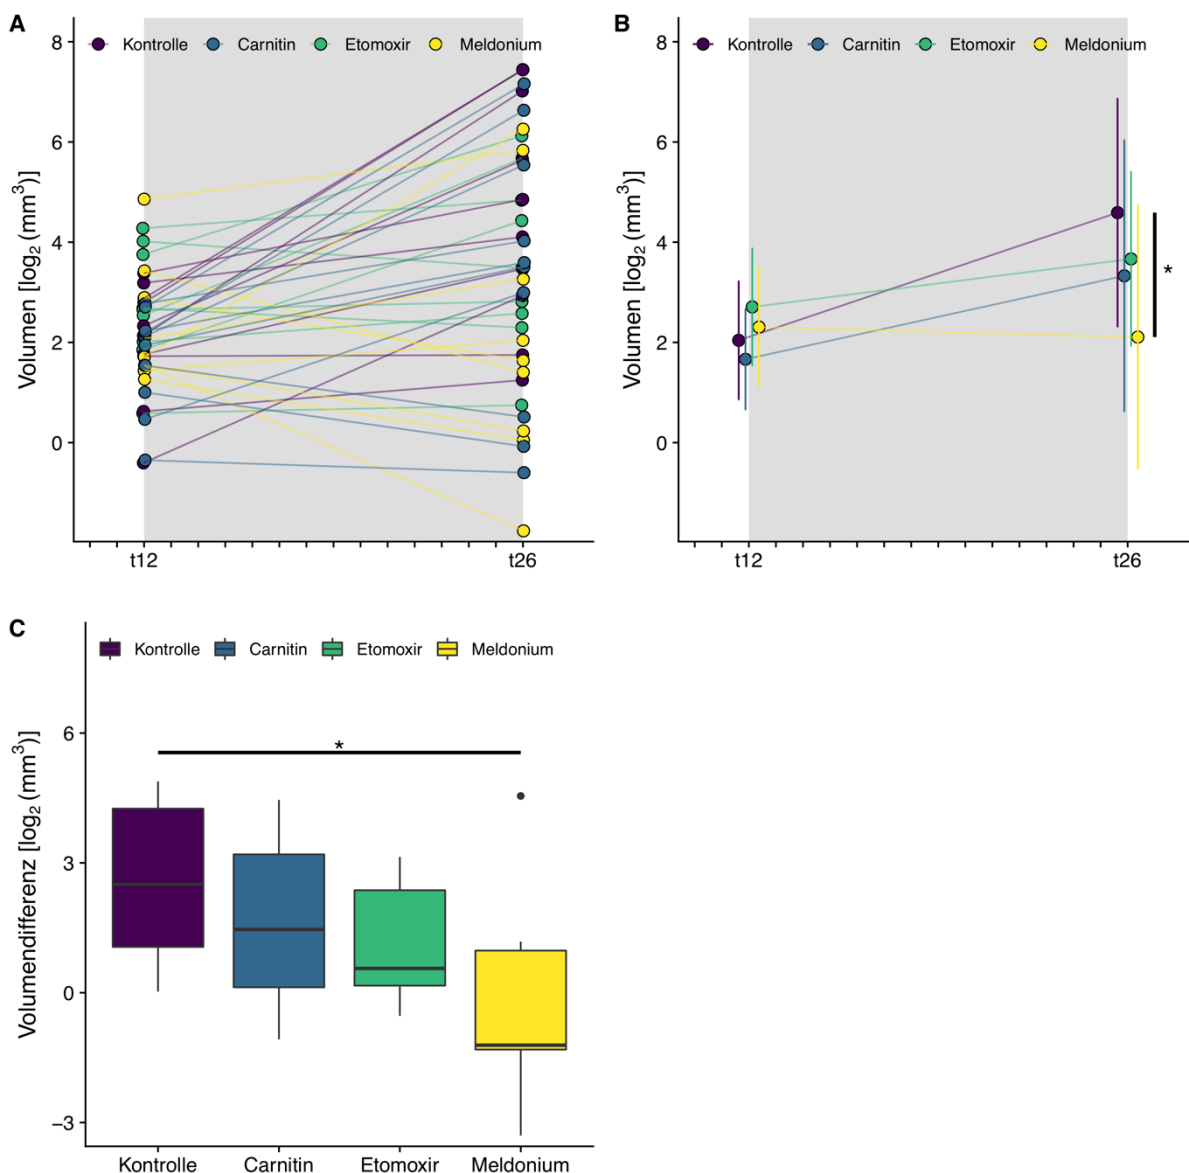 A
Kontrolle Carnitin Etomoxir Meldonium
Volumen [log2 (mm3)]
8
6
4
2
0
t12 t26
B
Kontrolle Carnitin Etomoxir Meldonium
Volumen [log2 (mm3)]
8
6
4
2
0
*
t12 t26
C
Kontrolle Carnitin Etomoxir Meldonium
Volumendifferenz [log2 (mm3)]
6
3
0
−3
*
Kontrolle Carnitin Etomoxir Meldonium